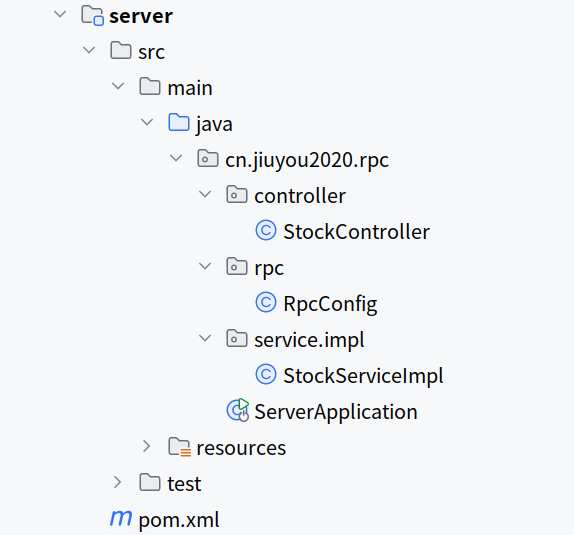 server
src
main
java
cn.jiuyou2020.rpc
controller
StockController
rpc
RpcConfig
service.impl
StockServiceImpl
ServerApplication
resources
test
pom.xml